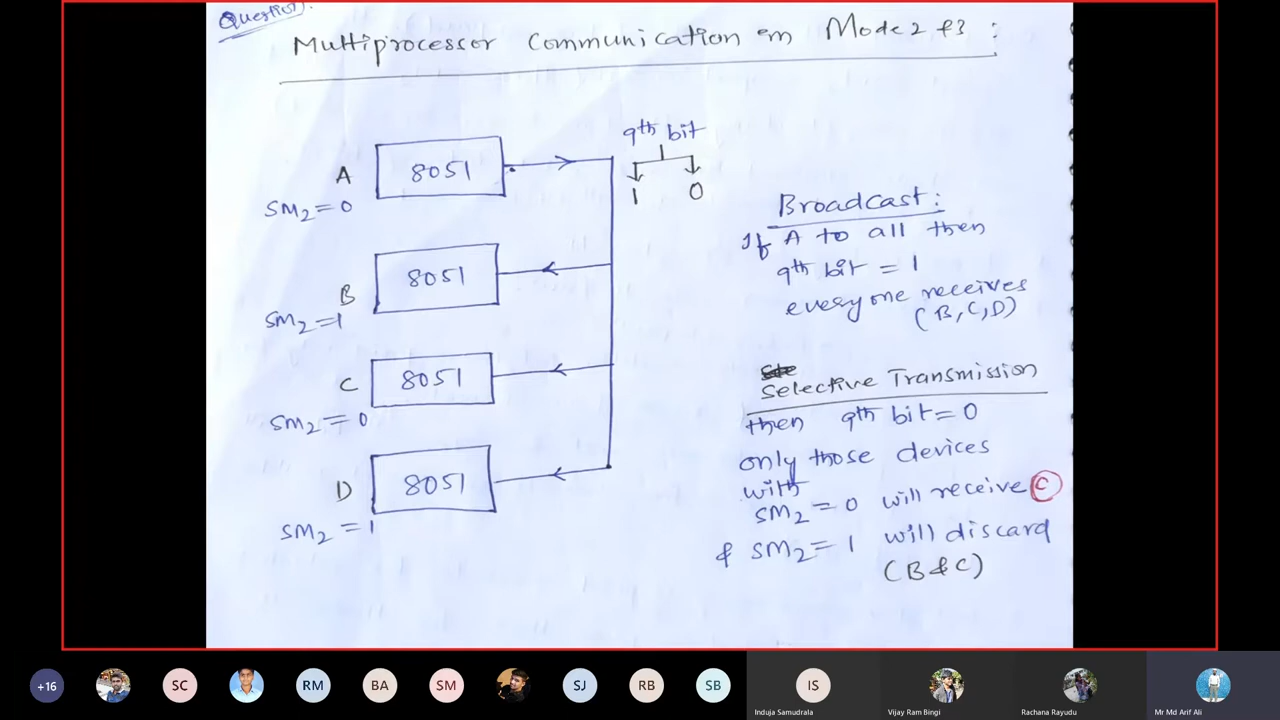 Question:
Multiprocessor Communication in Mode 2 & 3 :
9th bit
1 0
A 8051
SM2 = 0
B 8051
SM2 = 1
C 8051
SM2 = 0
D 8051
SM2 = 1
Broadcast:
If A to all then
9th bit = 1
everyone receives
(B, C, D)
Selective Transmission
then 9th bit = 0
only those devices
with
SM2 = 0 will receive C
& SM2 = 1 will discard
(B & C)
+16
SC
RM
BA
SM
SJ
RB
SB
IS
Induja Samudrala
Vijay Ram Bingi
Rachana Rayudu
Mr Md Arif Ali